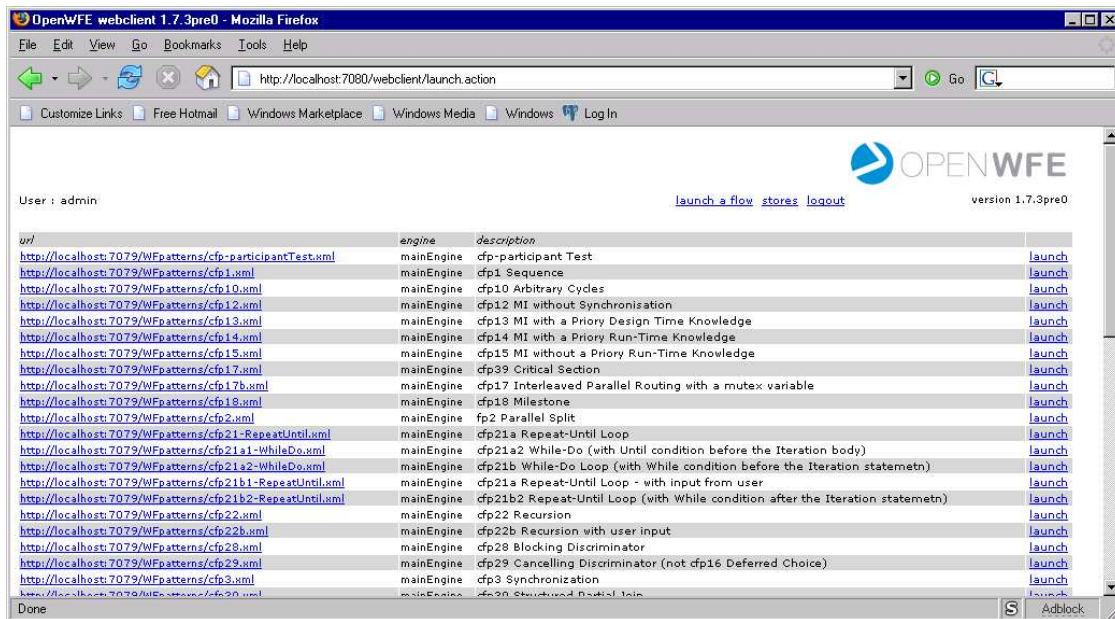 OpenWFE webclient 1.7.3pre0 - Mozilla Firefox
File Edit View Go Bookmarks Tools Help
http://localhost:7080/webclient/launch.action Go G
Customize Links Free Hotmail Windows Marketplace Windows Media Windows Log In
OPENWFE
User : admin launch a flow stores logout version 1.7.3pre0
url engine description
http://localhost:7079/WFpatterns/cfp-participantTest.xml mainEngine cfp-participant Test launch
http://localhost:7079/WFpatterns/cfp1.xml mainEngine cfp1 Sequence launch
http://localhost:7079/WFpatterns/cfp10.xml mainEngine cfp10 Arbitrary Cycles launch
http://localhost:7079/WFpatterns/cfp12.xml mainEngine cfp12 MI without Synchronisation launch
http://localhost:7079/WFpatterns/cfp13.xml mainEngine cfp13 MI with a Priory Design Time Knowledge launch
http://localhost:7079/WFpatterns/cfp14.xml mainEngine cfp14 MI with a Priory Run-Time Knowledge launch
http://localhost:7079/WFpatterns/cfp15.xml mainEngine cfp15 MI without a Priory Run-Time Knowledge launch
http://localhost:7079/WFpatterns/cfp17.xml mainEngine cfp39 Critical Section launch
http://localhost:7079/WFpatterns/cfp17b.xml mainEngine cfp17 Interleaved Parallel Routing with a mutex variable launch
http://localhost:7079/WFpatterns/cfp18.xml mainEngine cfp18 Milestone launch
http://localhost:7079/WFpatterns/cfp2.xml mainEngine fp2 Parallel Split launch
http://localhost:7079/WFpatterns/cfp21-RepeatUntil.xml mainEngine cfp21a Repeat-Until Loop launch
http://localhost:7079/WFpatterns/cfp21a1-WhileDo.xml mainEngine cfp21a2 While-Do (with Until condition before the Iteration body) launch
http://localhost:7079/WFpatterns/cfp21a2-WhileDo.xml mainEngine cfp21b While-Do Loop (with While condition before the Iteration statemetn) launch
http://localhost:7079/WFpatterns/cfp21b1-RepeatUntil.xml mainEngine cfp21a Repeat-Until Loop - with input from user launch
http://localhost:7079/WFpatterns/cfp21b2-RepeatUntil.xml mainEngine cfp21b2 Repeat-Until Loop (with While condition after the Iteration statemetn) launch
http://localhost:7079/WFpatterns/cfp22.xml mainEngine cfp22 Recursion launch
http://localhost:7079/WFpatterns/cfp22b.xml mainEngine cfp22b Recursion with user input launch
http://localhost:7079/WFpatterns/cfp28.xml mainEngine cfp28 Blocking Discriminator launch
http://localhost:7079/WFpatterns/cfp29.xml mainEngine cfp29 Cancelling Discriminator (not cfp16 Deferred Choice) launch
http://localhost:7079/WFpatterns/cfp3.xml mainEngine cfp3 Synchronization launch
http://localhost:7079/WFpatterns/cfp30.xml mainEngine cfp30 Structured Partial Join launch
Done S Adblock